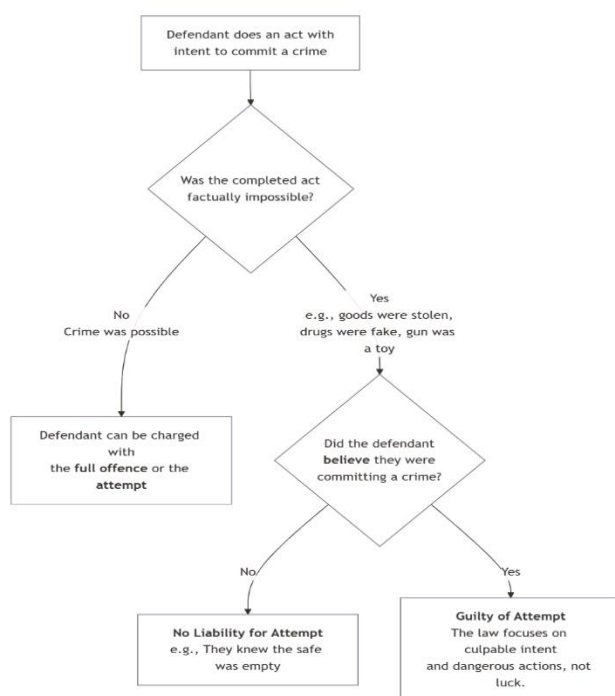 Defendant does an act with
intent to commit a crime
Was the completed act
factually impossible?
No
Crime was possible
Yes
e.g., goods were stolen,
drugs were fake, gun was
a toy
Defendant can be charged
with
the full offence or the
attempt
Did the defendant
believe they were
committing a crime?
No
Yes
No Liability for Attempt
e.g., They knew the safe
was empty
Guilty of Attempt
The law focuses on
culpable intent
and dangerous actions, not
luck.